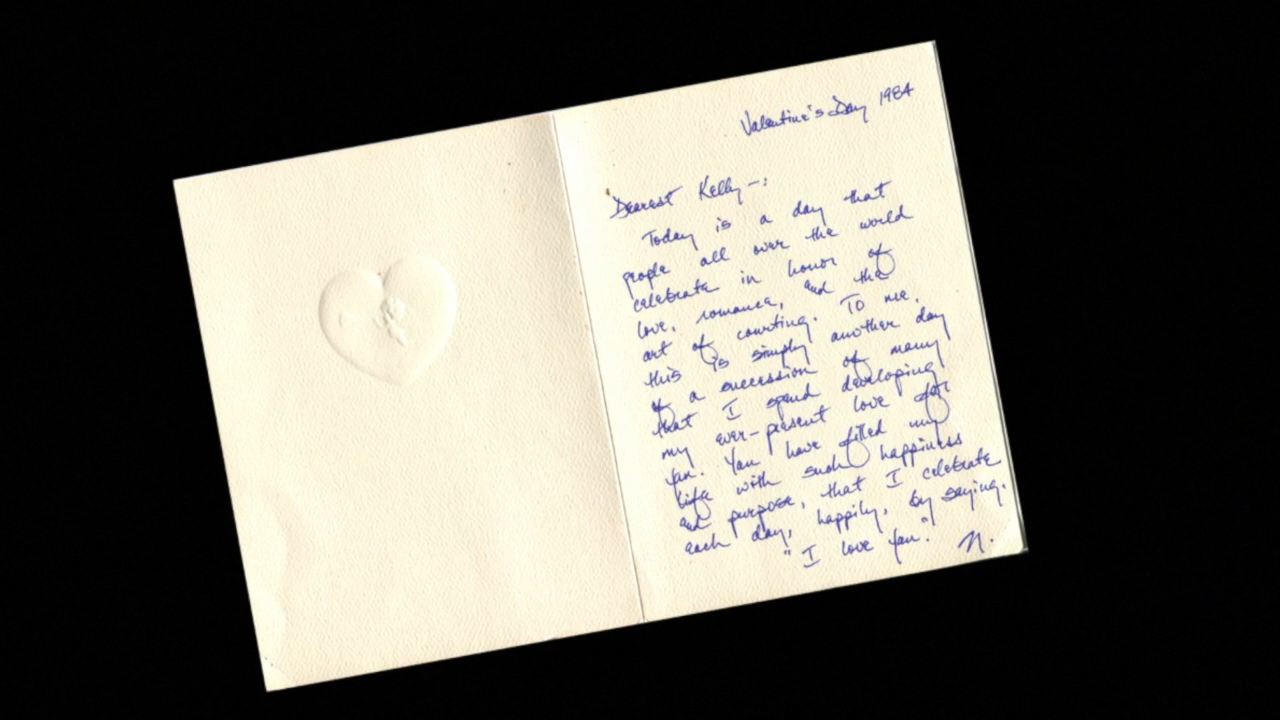 Valentine's Day 1984
Dearest Kelly—:
Today is a day that
people all over the world
celebrate in honor of
love, romance, and the
art of courting. To me,
this is simply another day
of a succession of many
that I spend developing
my ever-present love for
you. You have filled my
life with such happiness
and purpose, that I celebrate
each day, happily, by saying.
"I love You." N.